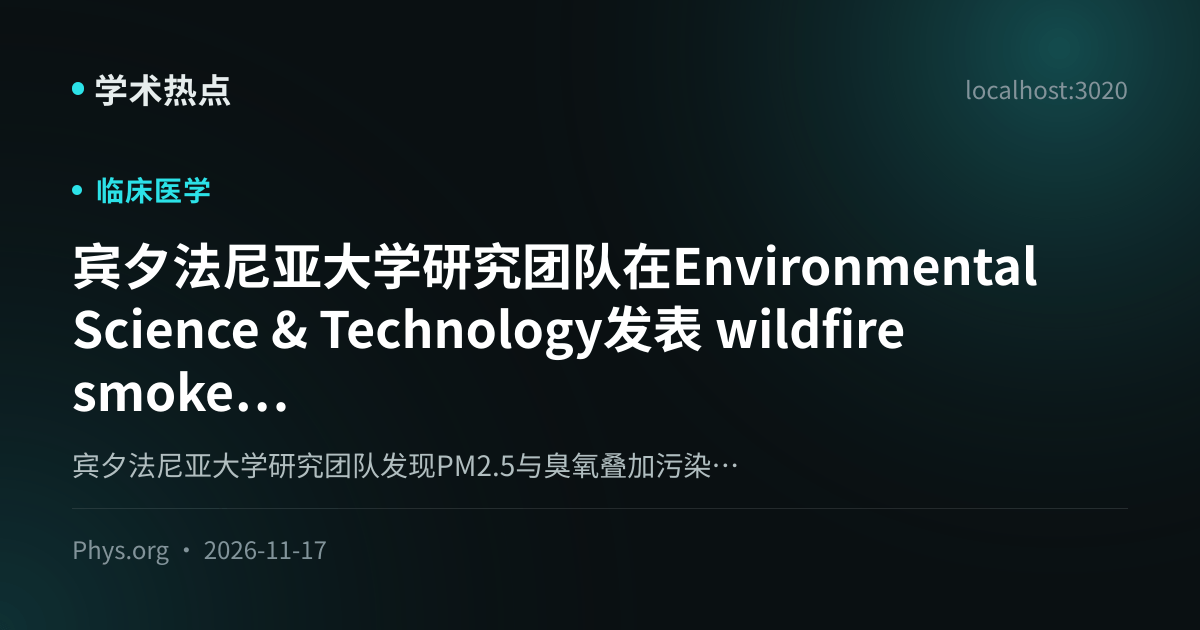 学术热点
localhost:3020
临床医学
宾夕法尼亚大学研究团队在Environmental
Science & Technology发表 wildfire
smoke…
宾夕法尼亚大学研究团队发现PM2.5与臭氧叠加污染…
Phys.org • 2026-11-17